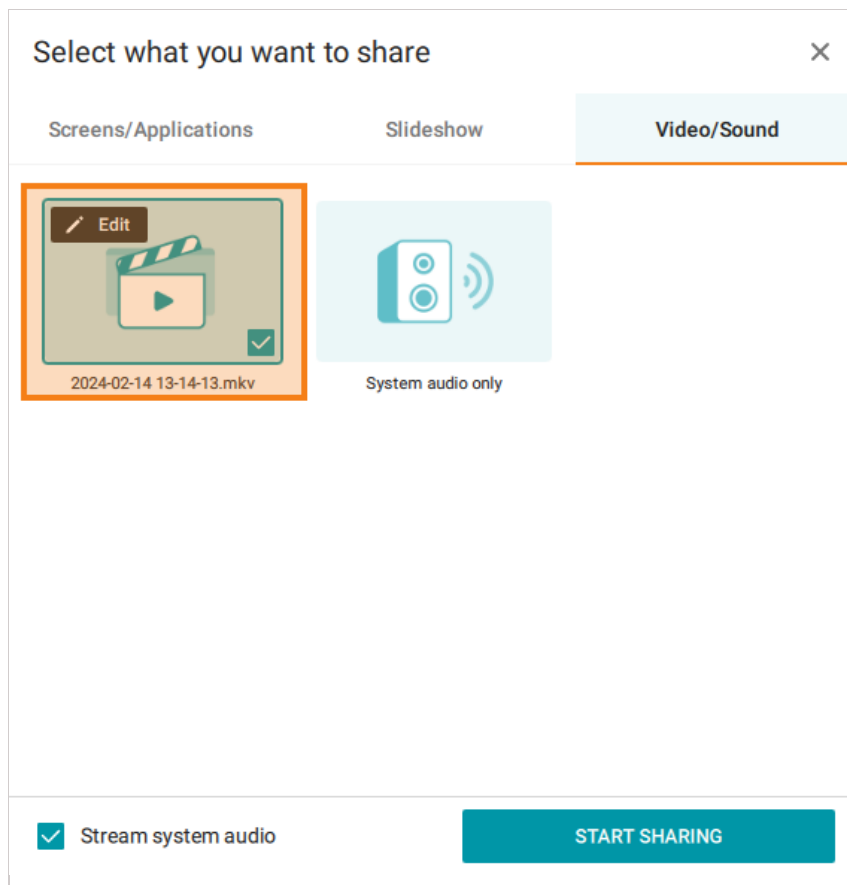 Select what you want to share
Screens/Applications
Slideshow
Video/Sound
Edit
2024-02-14 13-14-13.mkv
System audio only
Stream system audio
START SHARING